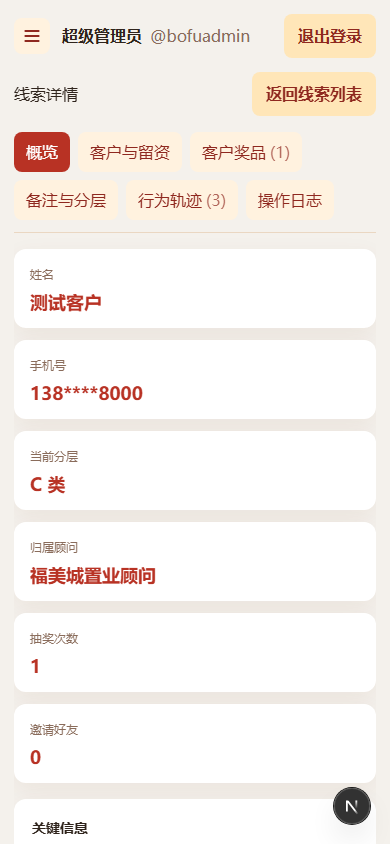 超级管理员 @bofuadmin 退出登录
线索详情 返回线索列表
概览 客户与留资 客户奖品 (1)
备注与分层 行为轨迹 (3) 操作日志
姓名
测试客户
手机号
138****8000
当前分层
C 类
归属顾问
福美城置业顾问
抽奖次数
1
邀请好友
0
N
关键信息